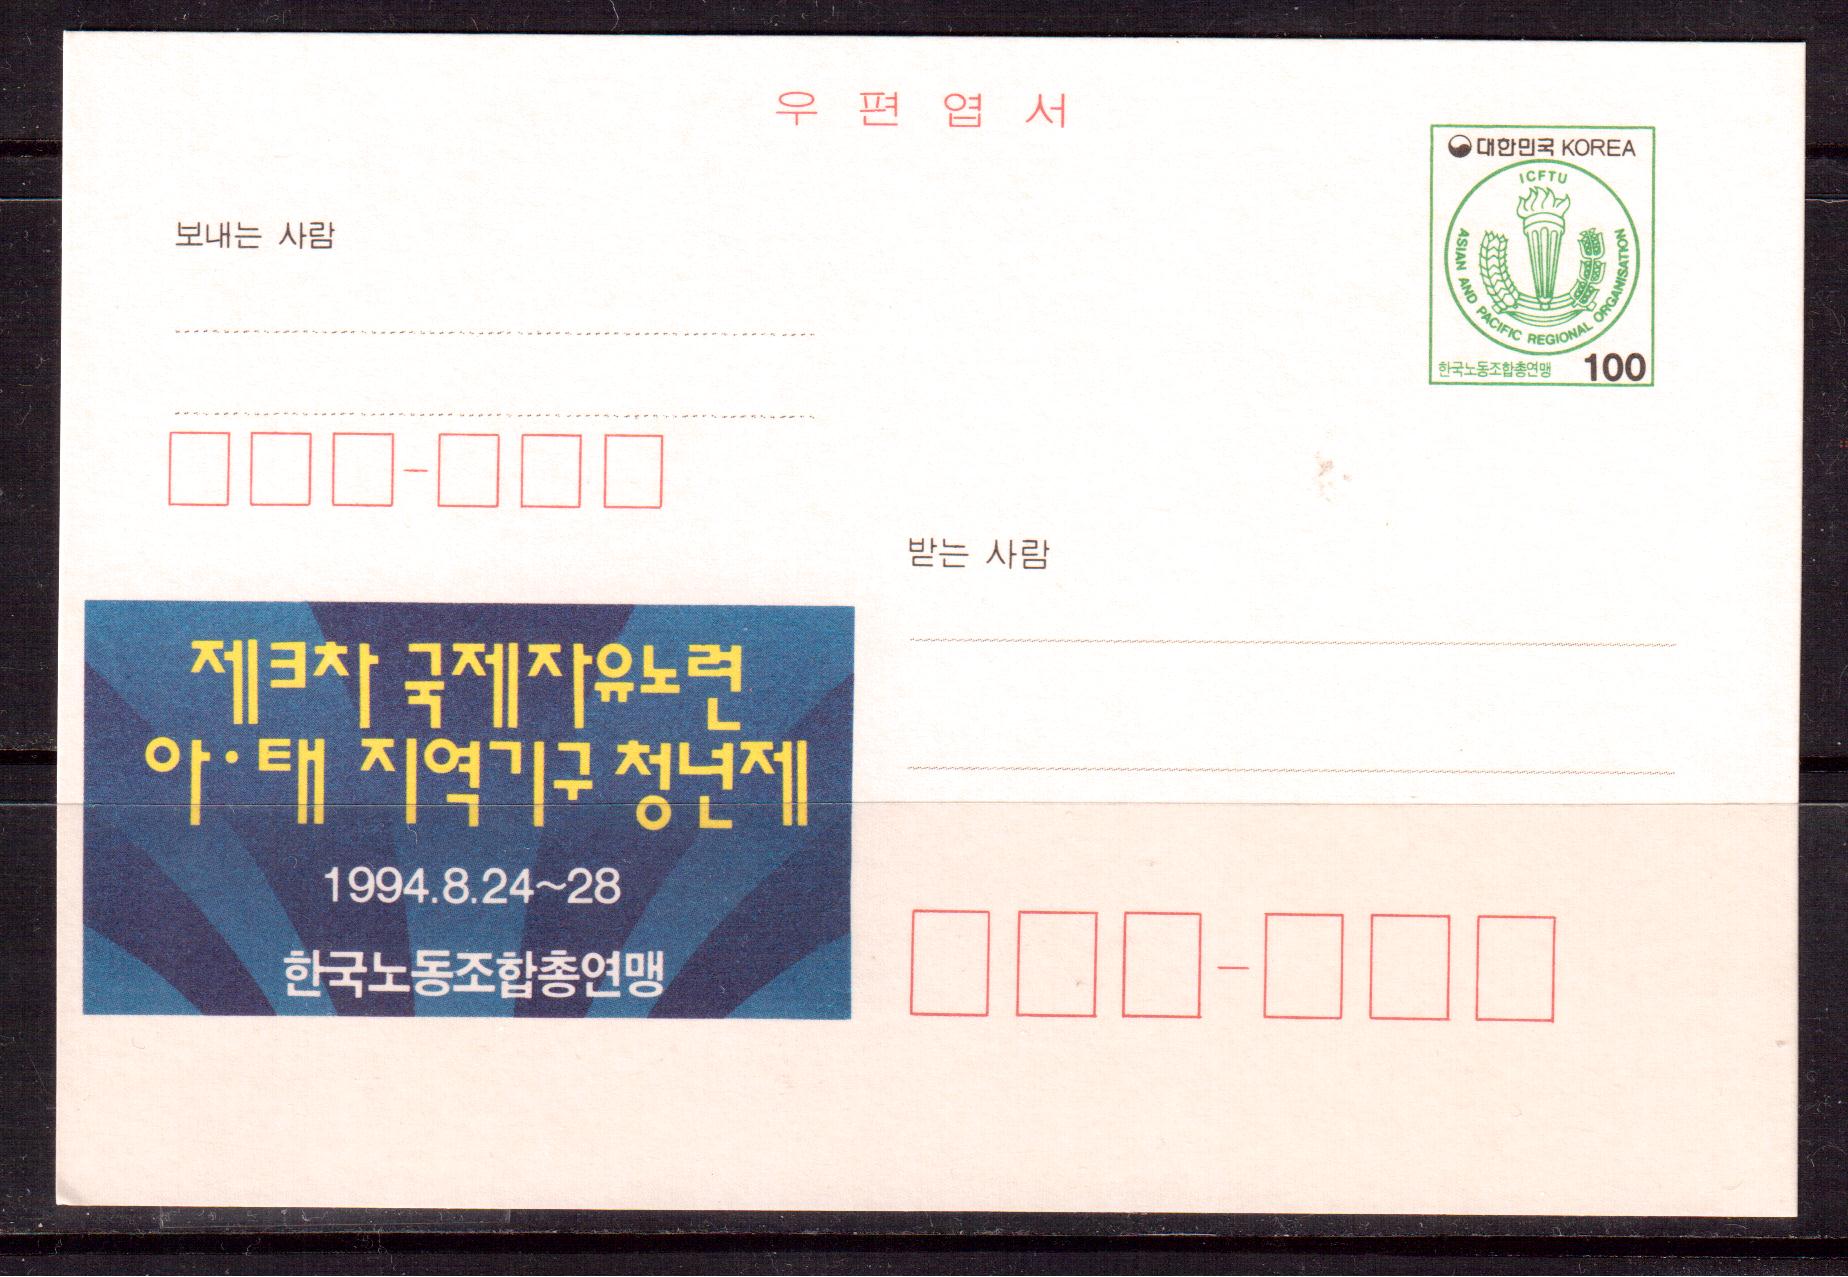 우 편 엽 서
대한민국 KOREA
ICFTU
ASIAN AND PACIFIC REGIONAL ORGANISATION
한국노동조합총연맹 100
보내는 사람
받는 사람
제3차 국제자유노련
아·태 지역기구 청년제
1994.8.24~28
한국노동조합총연맹